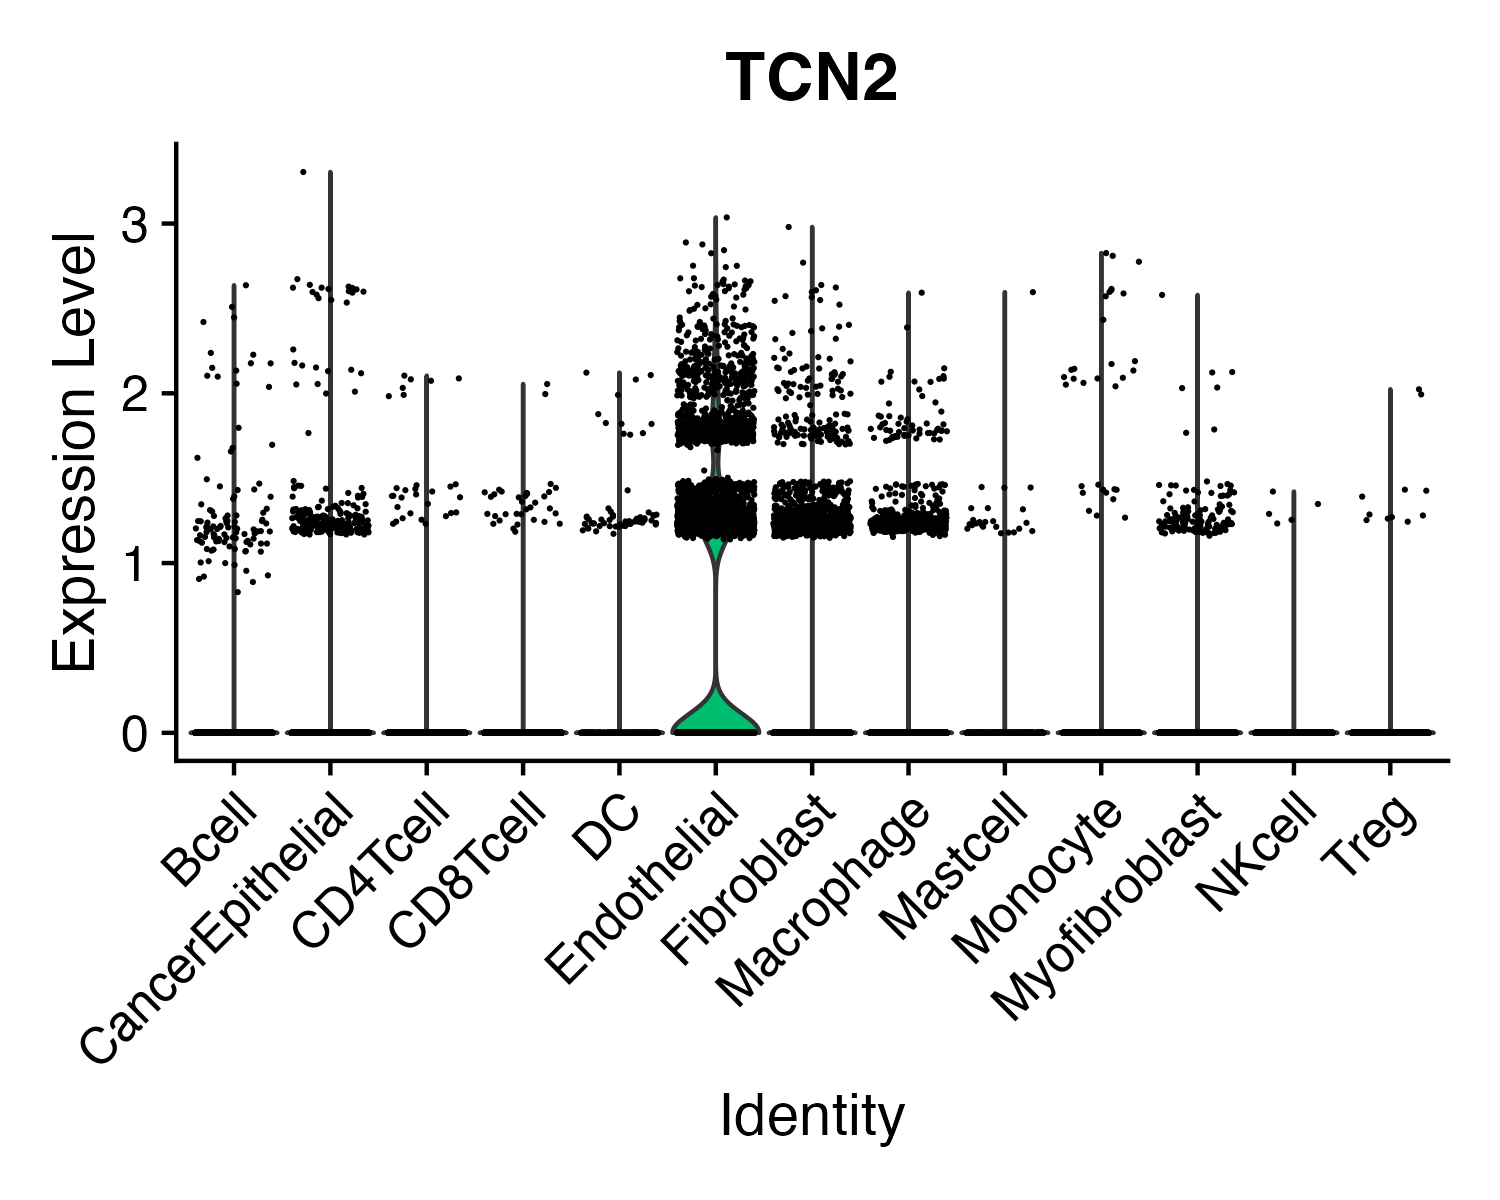 TCN2
Expression Level
3
2
1
0
Bcell
CancerEpithelial
CD4Tcell
CD8Tcell
DC
Endothelial
Fibroblast
Macrophage
Mastcell
Monocyte
Myofibroblast
NKcell
Treg
Identity